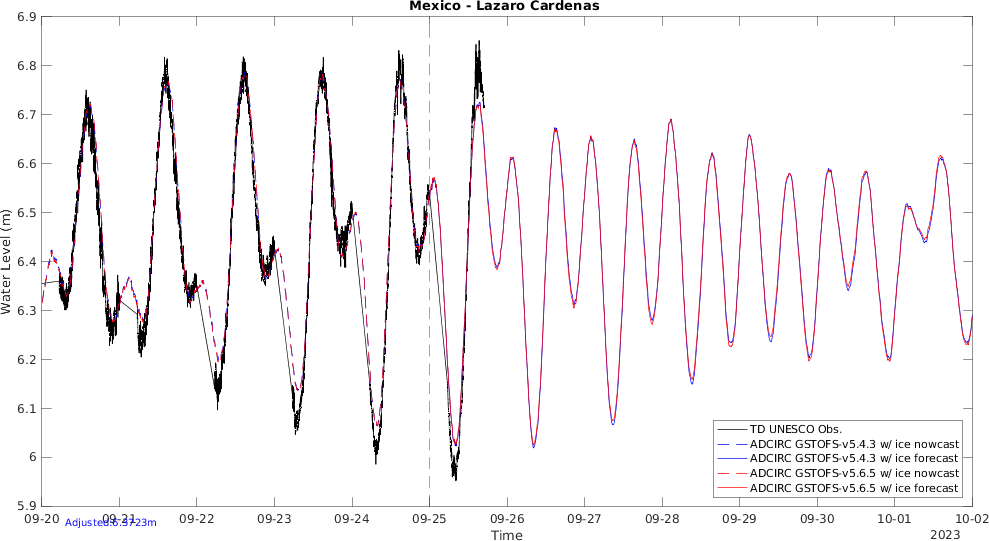 Mexico - Lazaro Cardenas
6.9
6.8
6.7
6.6
6.5
6.4
6.3
6.2
6.1
6
5.9
Water Level (m)
TD UNESCO Obs.
ADCIRC GSTOFS-v5.4.3 w/ ice nowcast
ADCIRC GSTOFS-v5.4.3 w/ ice forecast
ADCIRC GSTOFS-v5.6.5 w/ ice nowcast
ADCIRC GSTOFS-v5.6.5 w/ ice forecast
09-20 09-21 09-22 09-23 09-24 09-25 09-26 09-27 09-28 09-29 09-30 10-01 10-02
Time
2023